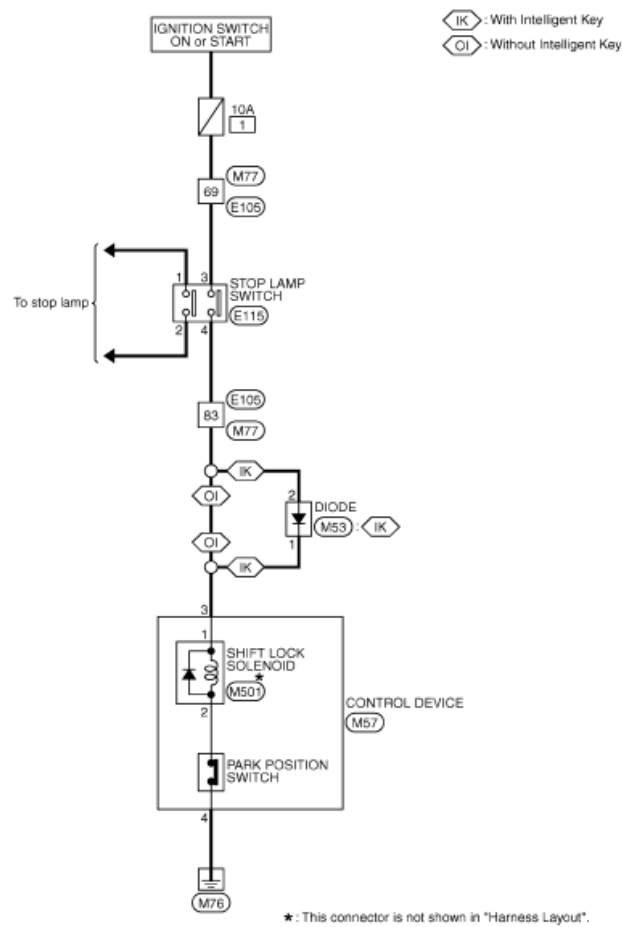 IGNITION SWITCH
ON or START
IK : With Intelligent Key
OI : Without Intelligent Key
10A
1
M77
69
E105
1 3
STOP LAMP
SWITCH
To stop lamp
E115
2 4
E105
83
M77
IK
OI
2
DIODE
M53 : IK
OI
1
IK
3
1
SHIFT LOCK
SOLENOID
★
M501
CONTROL DEVICE
M57
2
PARK POSITION
SWITCH
4
M76
★ : This connector is not shown in "Harness Layout".